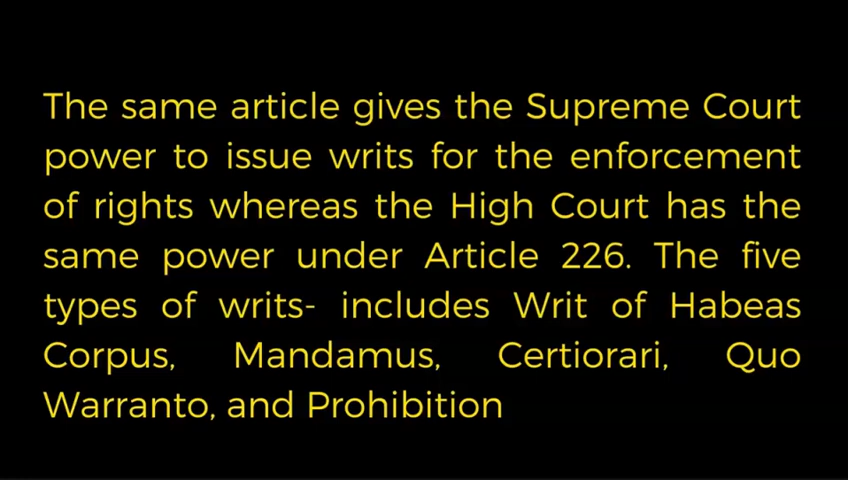 The same article gives the Supreme Court
power to issue writs for the enforcement
of rights whereas the High Court has the
same power under Article 226. The five
types of writs- includes Writ of Habeas
Corpus, Mandamus, Certiorari, Quo
Warranto, and Prohibition